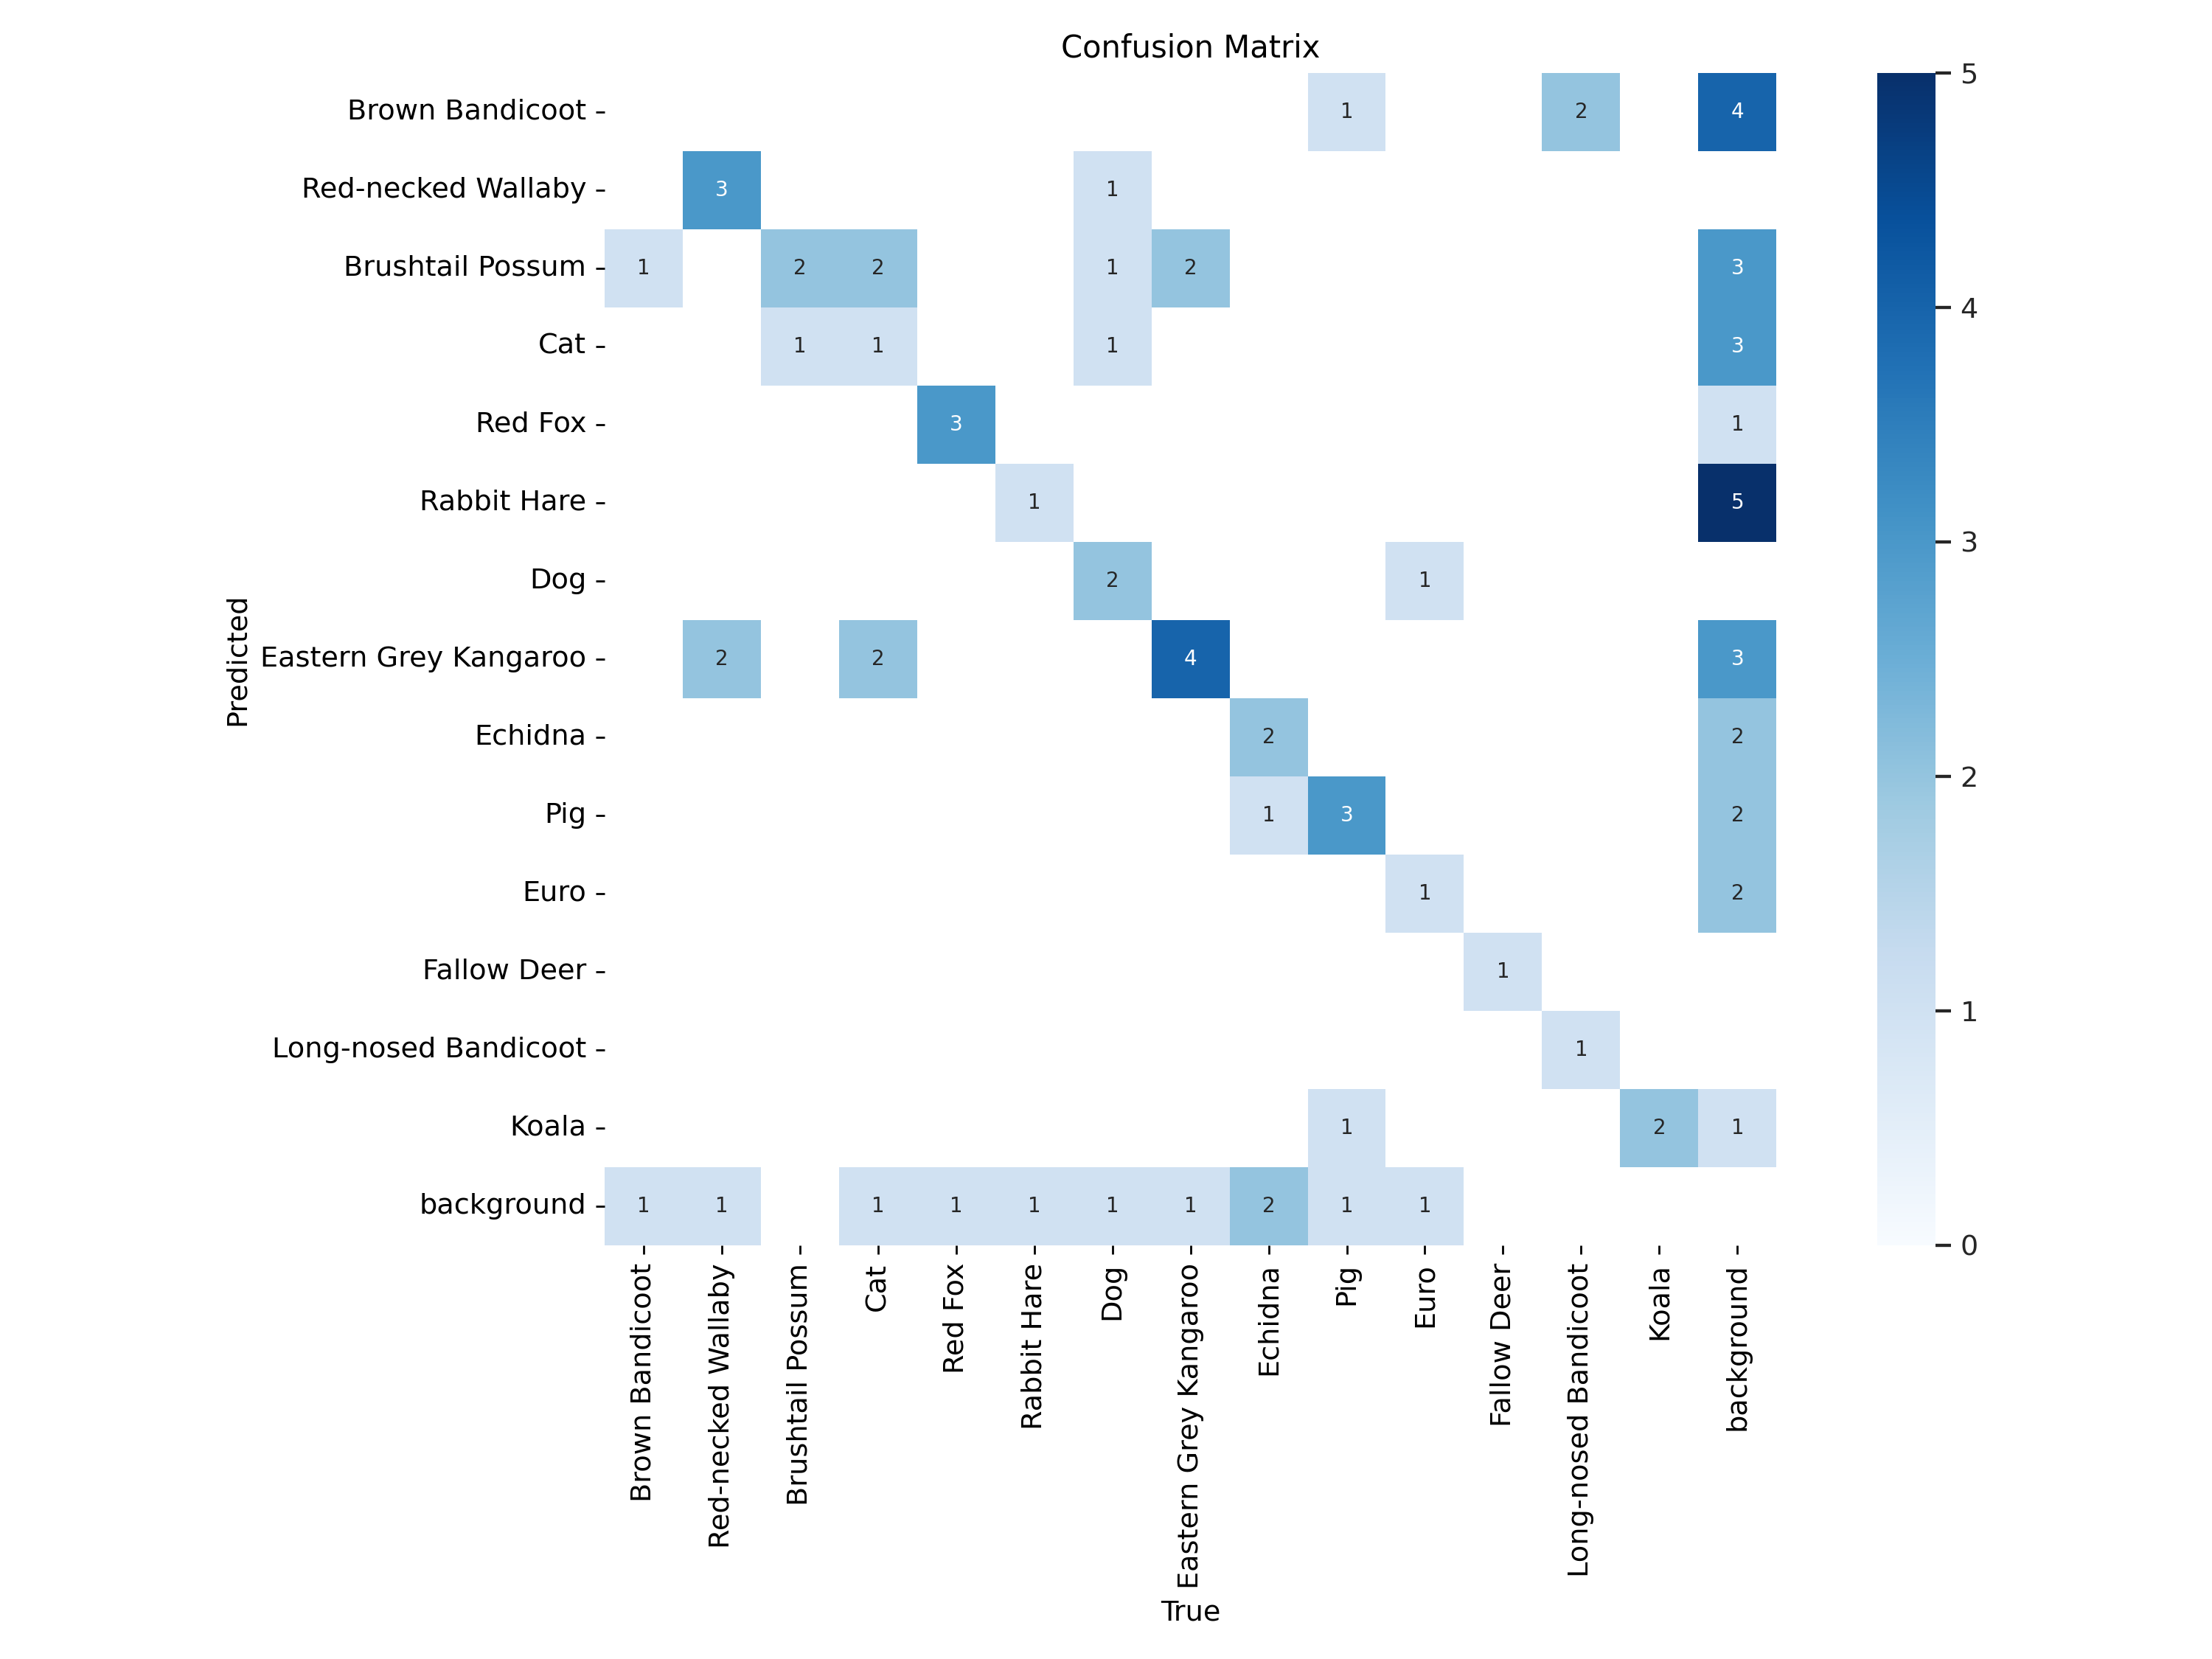 Confusion Matrix
Brown Bandicoot 1 2 4
Red-necked Wallaby 3 1
Brushtail Possum 1 2 2 1 2 3
Cat 1 1 1 3
Red Fox 3 1
Rabbit Hare 1 5
Dog 2 1
Eastern Grey Kangaroo 2 2 4 3
Echidna 2 2
Pig 1 3 2
Euro 1 2
Fallow Deer 1
Long-nosed Bandicoot 1
Koala 1 2 1
background 1 1 1 1 1 1 1 2 1 1
Predicted
Brown Bandicoot
Red-necked Wallaby
Brushtail Possum
Cat
Red Fox
Rabbit Hare
Dog
Eastern Grey Kangaroo
Echidna
Pig
Euro
Fallow Deer
Long-nosed Bandicoot
Koala
background
True
5
4
3
2
1
0